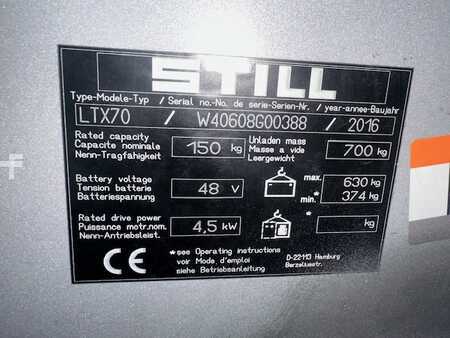 STILL
Type-Modele-Typ / Serial no.-No. de serie-Serien-Nr. / year-annee-Baujahr
LTX70 / W40608G00388 / 2016
Rated capacity
Capacite nominale
Nenn-Tragfähigkeit
150 kg
Unladen mass
Masse a vide
Leergewicht
700 kg
Battery voltage
Tension batterie
Batteriespannung
48 V
max. 630 kg
min.* 374 kg
Rated drive power
Puissance motr.nom.
Nenn-Antriebsleist.
4,5 kW
* kg
CE
*see Operating instructions
voir Mode d'emploi
siehe Betriebsanleitung
D-22113 Hamburg
Berzeliusstr.